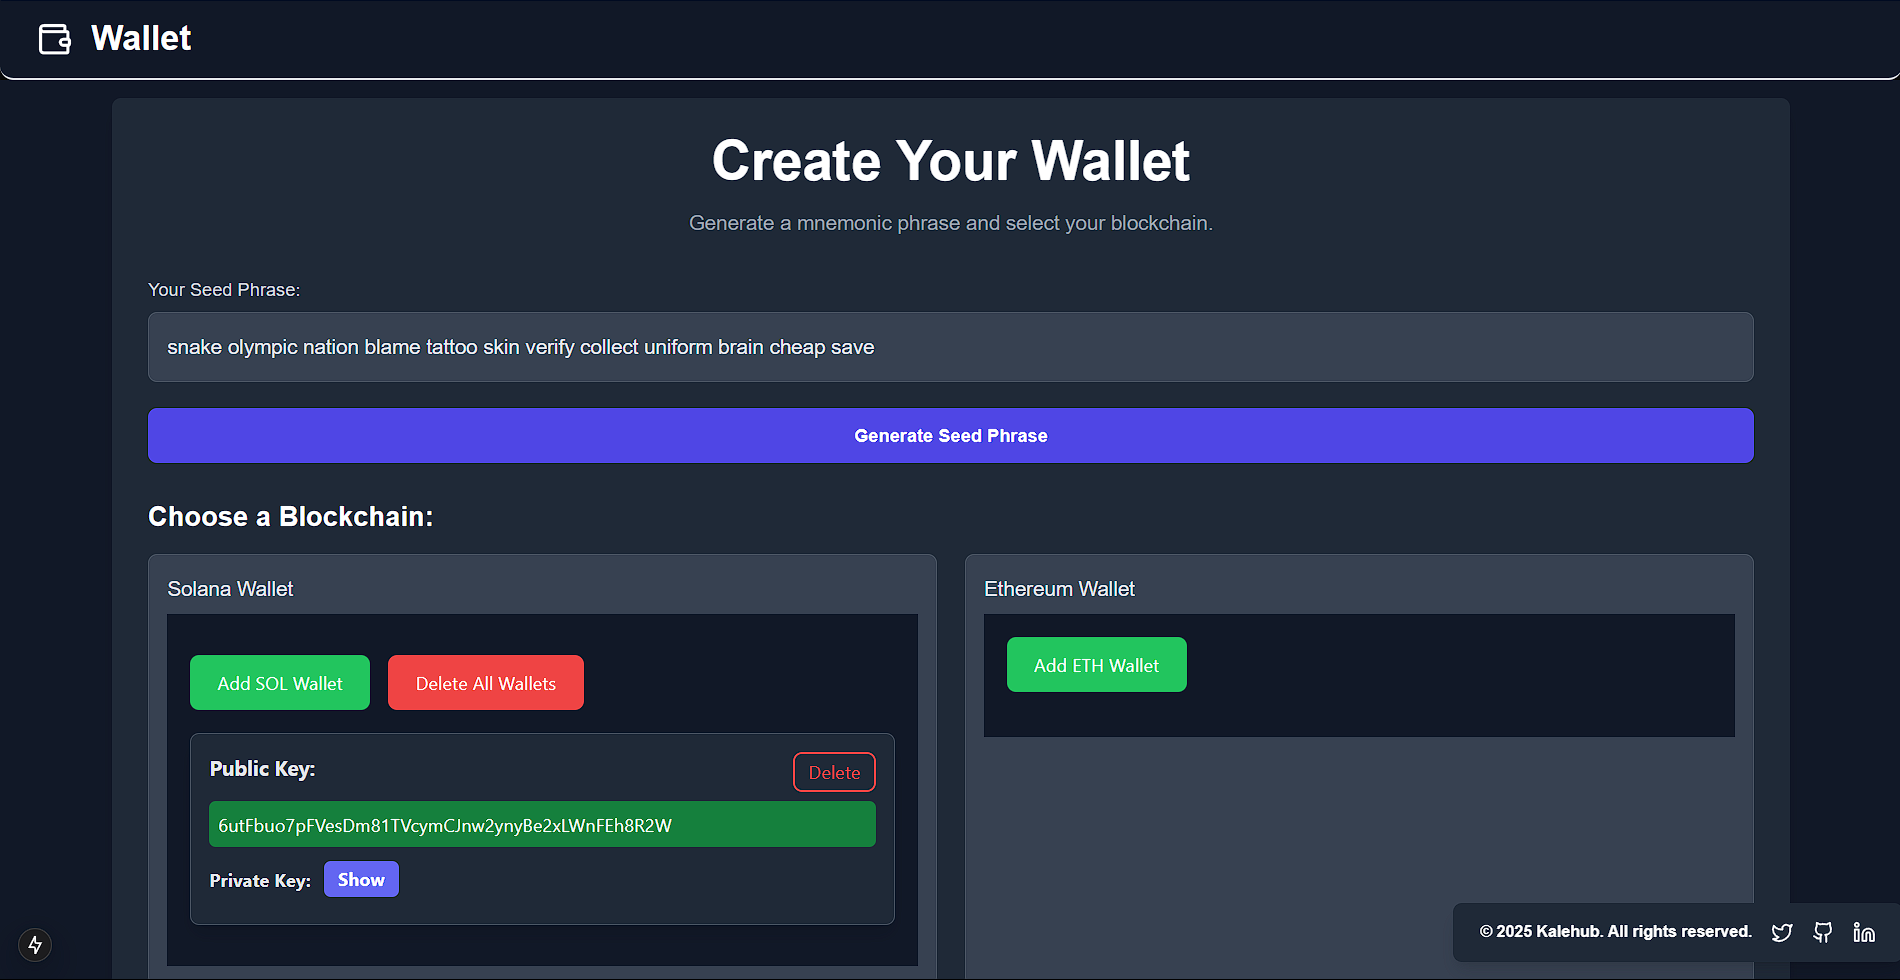 Wallet
Create Your Wallet
Generate a mnemonic phrase and select your blockchain.
Your Seed Phrase:
snake olympic nation blame tattoo skin verify collect uniform brain cheap save
Generate Seed Phrase
Choose a Blockchain:
Solana Wallet
Add SOL Wallet
Delete All Wallets
Public Key:
Delete
6utFbuo7pFVesDm81TVcymCJnw2ynyBe2xLWnFEh8R2W
Private Key:
Show
Ethereum Wallet
Add ETH Wallet
© 2025 Kalehub. All rights reserved.